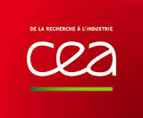 DE LA RECHERCHE À L'INDUSTRIE
cea